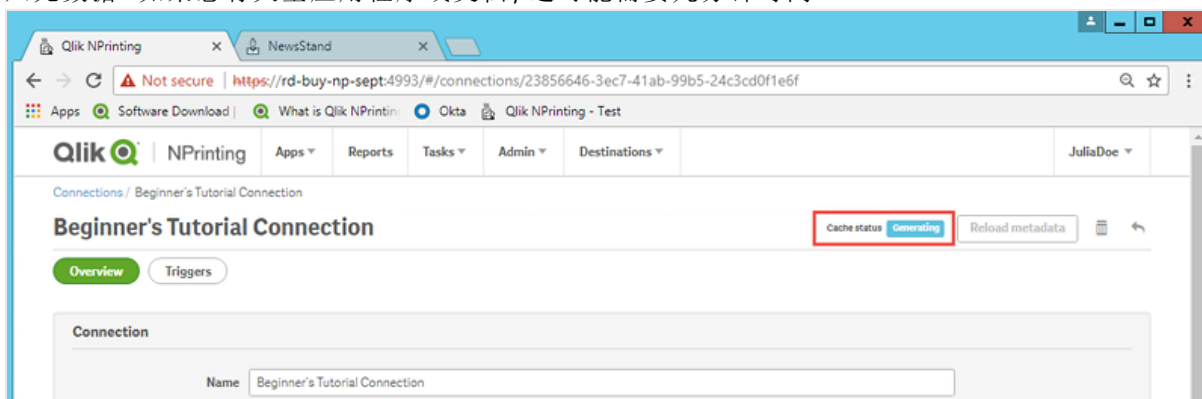 Qlik NPrinting NewsStand
Not secure | https://rd-buy-np-sept:4993/#/connections/23856646-3ec7-41ab-99b5-24c3cd0f1e6f
Apps Software Download | What is Qlik NPrinting Okta Qlik NPrinting - Test
Qlik NPrinting Apps Reports Tasks Admin Destinations JuliaDoe
Connections / Beginner's Tutorial Connection
Beginner's Tutorial Connection Cache status Generating Reload metadata
Overview Triggers
Connection
Name Beginner's Tutorial Connection